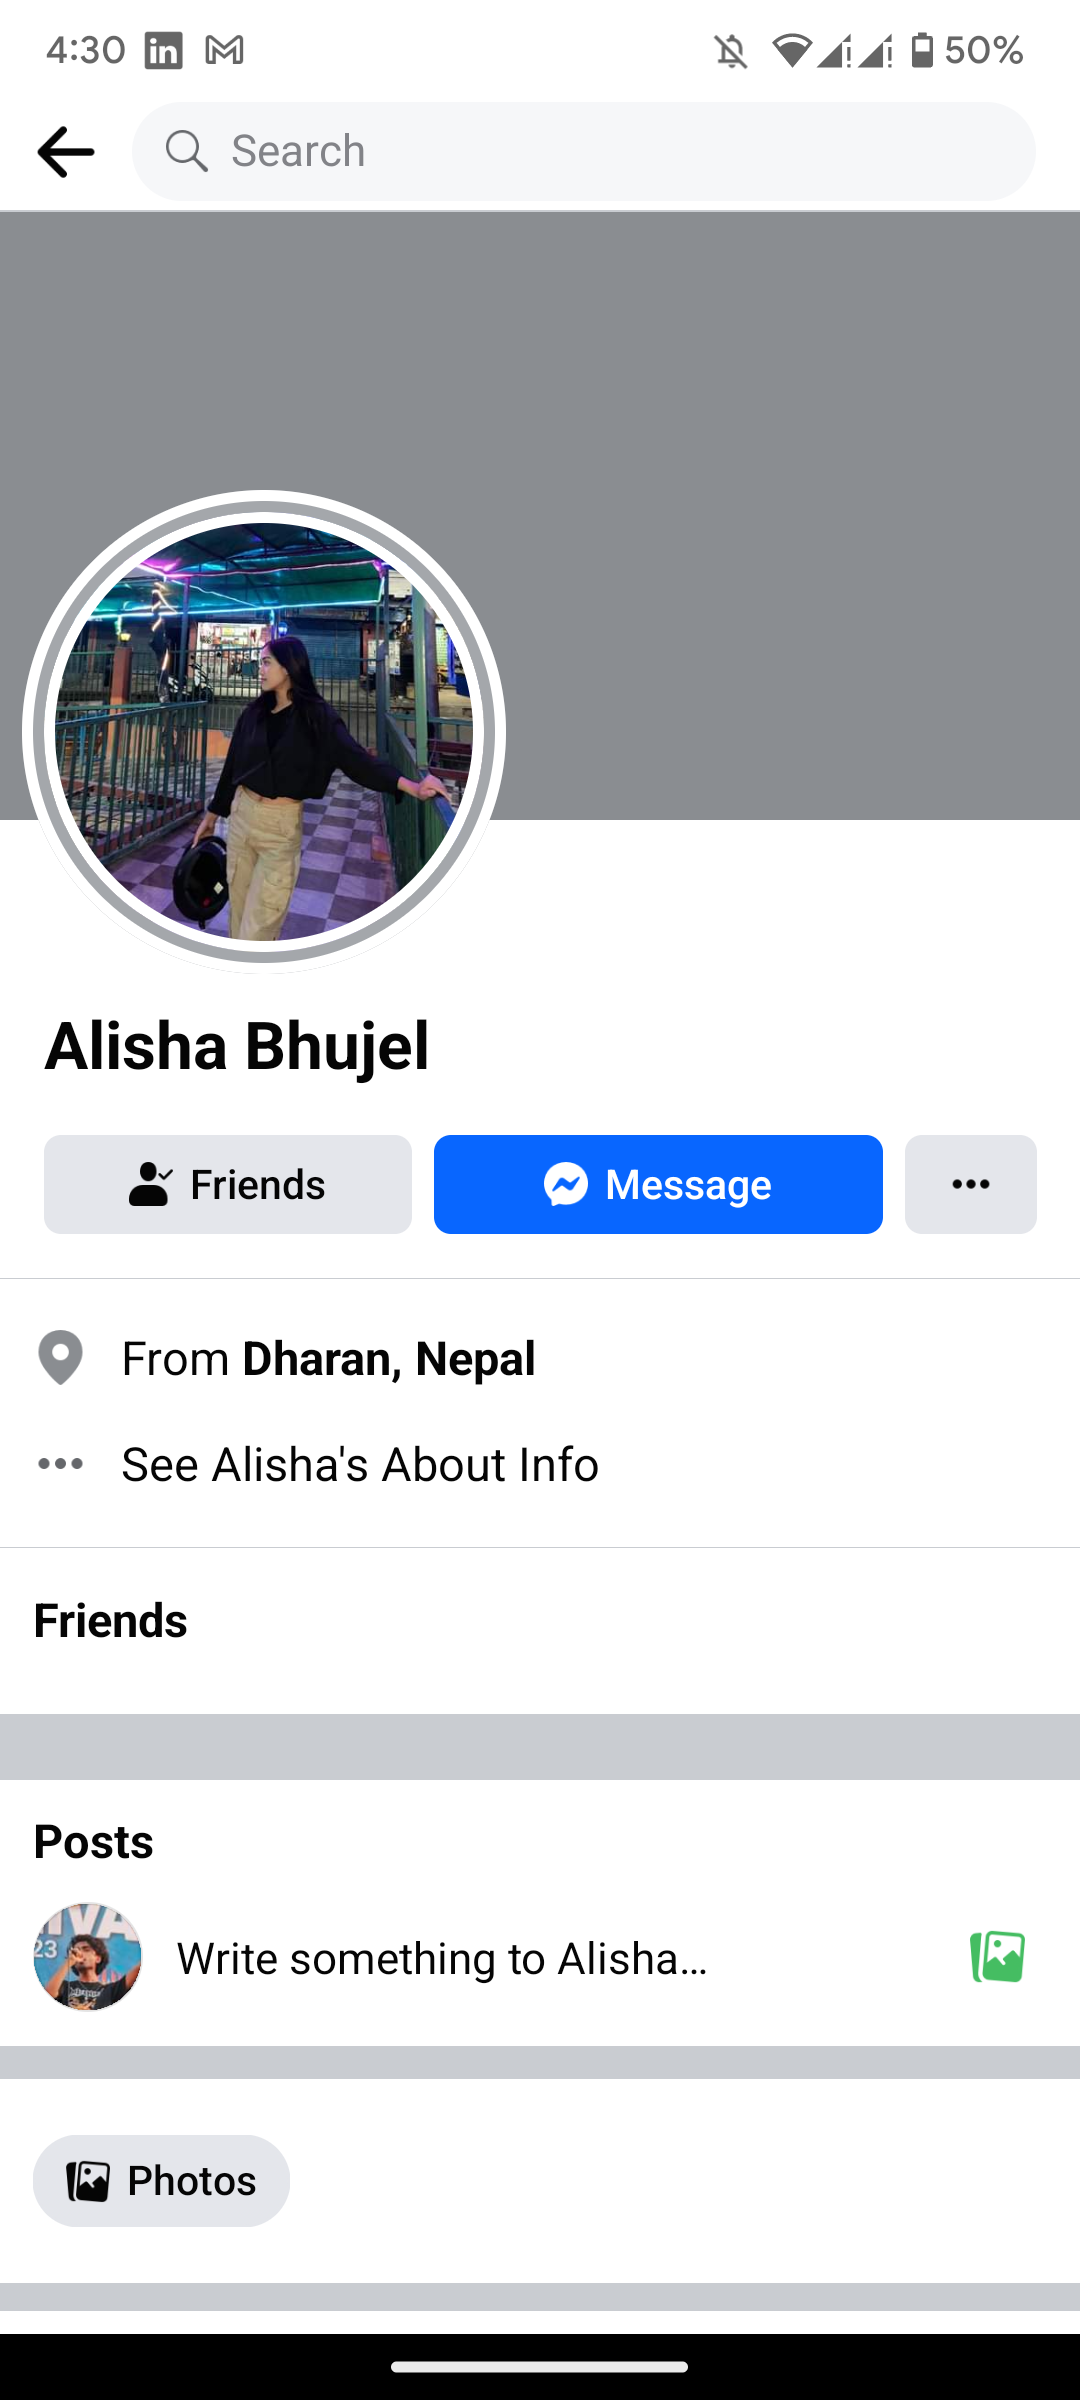 4:30
50%
Search
Alisha Bhujel
Friends
Message
From Dharan, Nepal
See Alisha's About Info
Friends
Posts
Write something to Alisha...
Photos